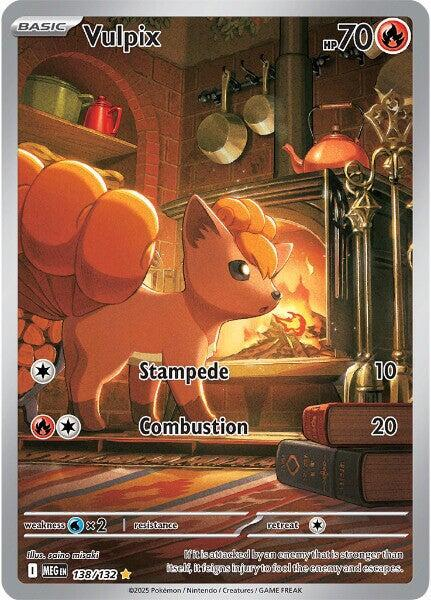 BASIC
Vulpix
HP70
Stampede 10
Combustion 20
weakness ×2 resistance retreat
Illus. saino misaki
I MEG EN 138/132
If it is attacked by an enemy that is stronger than
itself, it feigns injury to fool the enemy and escapes.
©2025 Pokémon / Nintendo / Creatures / GAME FREAK